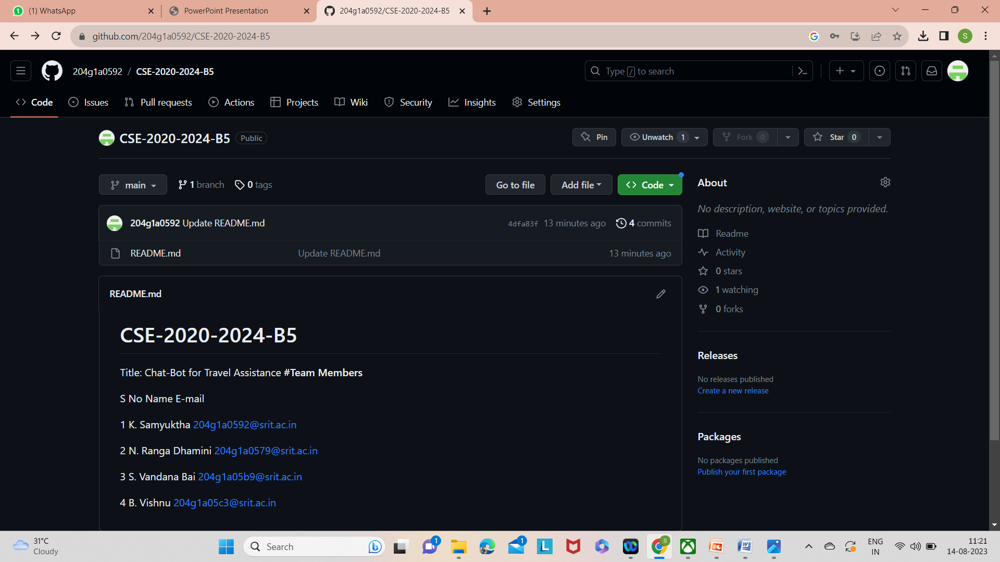 (1) WhatsApp
PowerPoint Presentation
204g1a0592/CSE-2020-2024-B5
github.com/204g1a0592/CSE-2020-2024-B5
S
204g1a0592 / CSE-2020-2024-B5
Type / to search
Code
Issues
Pull requests
Actions
Projects
Wiki
Security
Insights
Settings
CSE-2020-2024-B5 Public
Pin
Unwatch 1
Fork 0
Star 0
main
1 branch
0 tags
Go to file
Add file
Code
204g1a0592 Update README.md
4dfa83f 13 minutes ago
4 commits
README.md
Update README.md
13 minutes ago
README.md
CSE-2020-2024-B5
Title: Chat-Bot for Travel Assistance #Team Members
S No Name E-mail
1 K. Samyuktha 204g1a0592@srit.ac.in
2 N. Ranga Dhamini 204g1a0579@srit.ac.in
3 S. Vandana Bai 204g1a05b9@srit.ac.in
4 B. Vishnu 204g1a05c3@srit.ac.in
About
No description, website, or topics provided.
Readme
Activity
0 stars
1 watching
0 forks
Releases
No releases published
Create a new release
Packages
No packages published
Publish your first package
31°C
Cloudy
Search
1
1
L
S
ENG
IN
11:21
14-08-2023